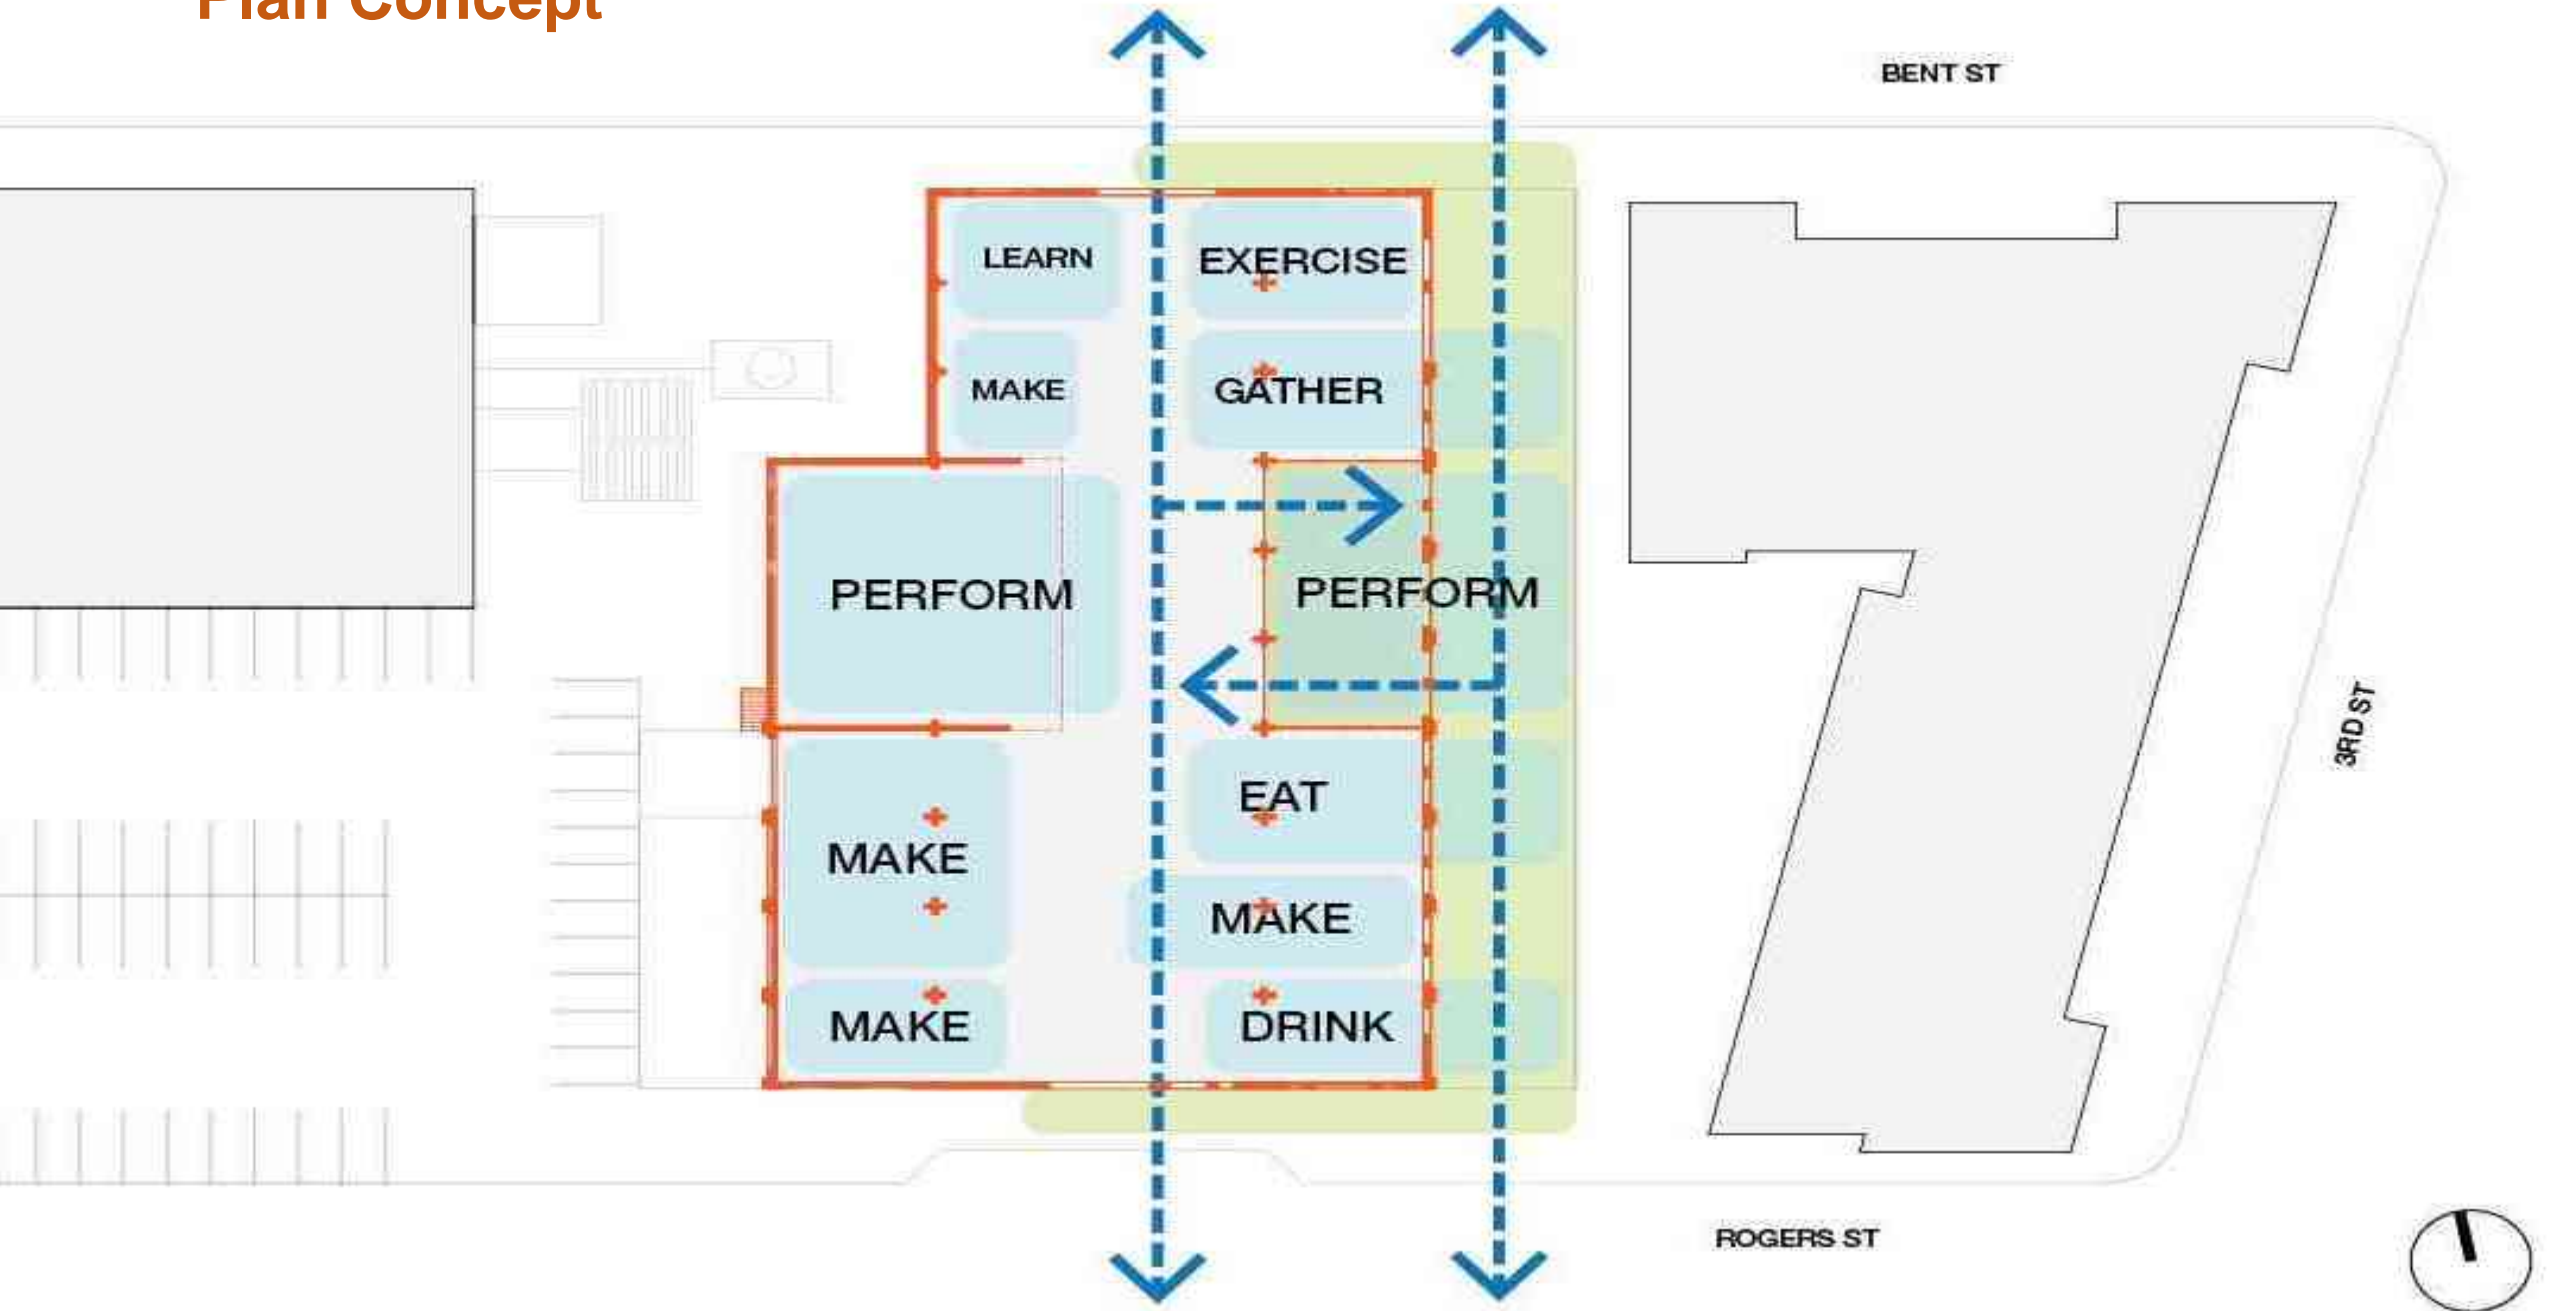 Plan Concept
BENT ST
LEARN
EXERCISE
MAKE
GATHER
PERFORM
PERFORM
3RD ST
EAT
MAKE
MAKE
MAKE
DRINK
ROGERS ST